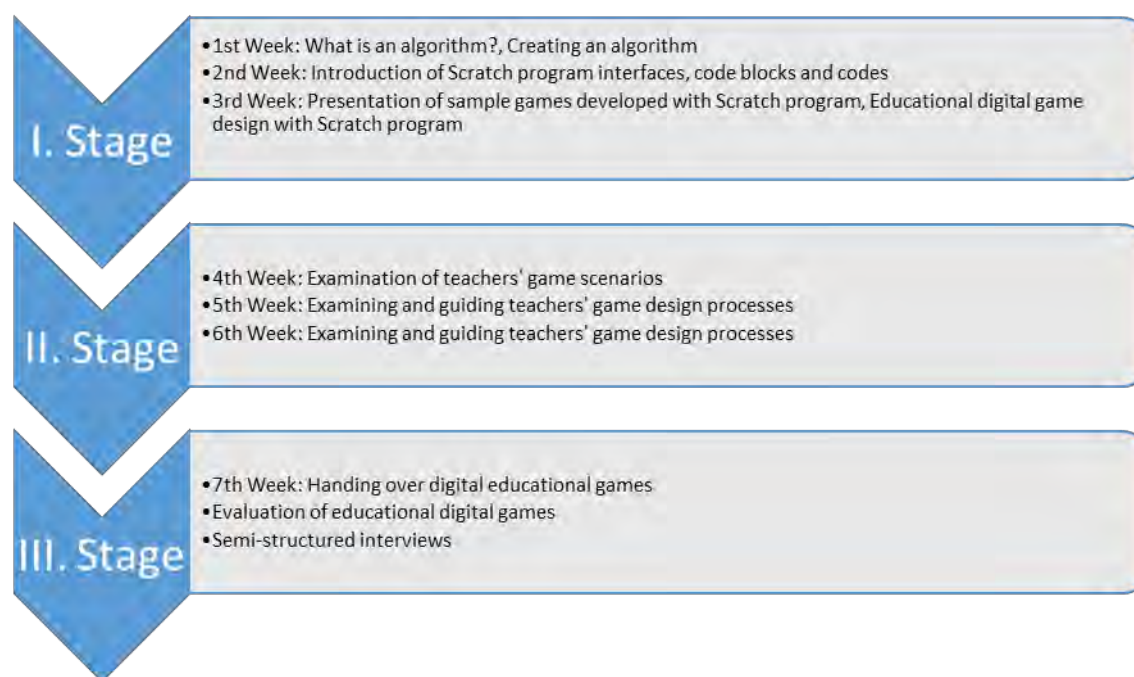 I. Stage
•1st Week: What is an algorithm?, Creating an algorithm
•2nd Week: Introduction of Scratch program interfaces, code blocks and codes
•3rd Week: Presentation of sample games developed with Scratch program, Educational digital game
design with Scratch program
II. Stage
•4th Week: Examination of teachers' game scenarios
•5th Week: Examining and guiding teachers' game design processes
•6th Week: Examining and guiding teachers' game design processes
III. Stage
•7th Week: Handing over digital educational games
•Evaluation of educational digital games
•Semi-structured interviews